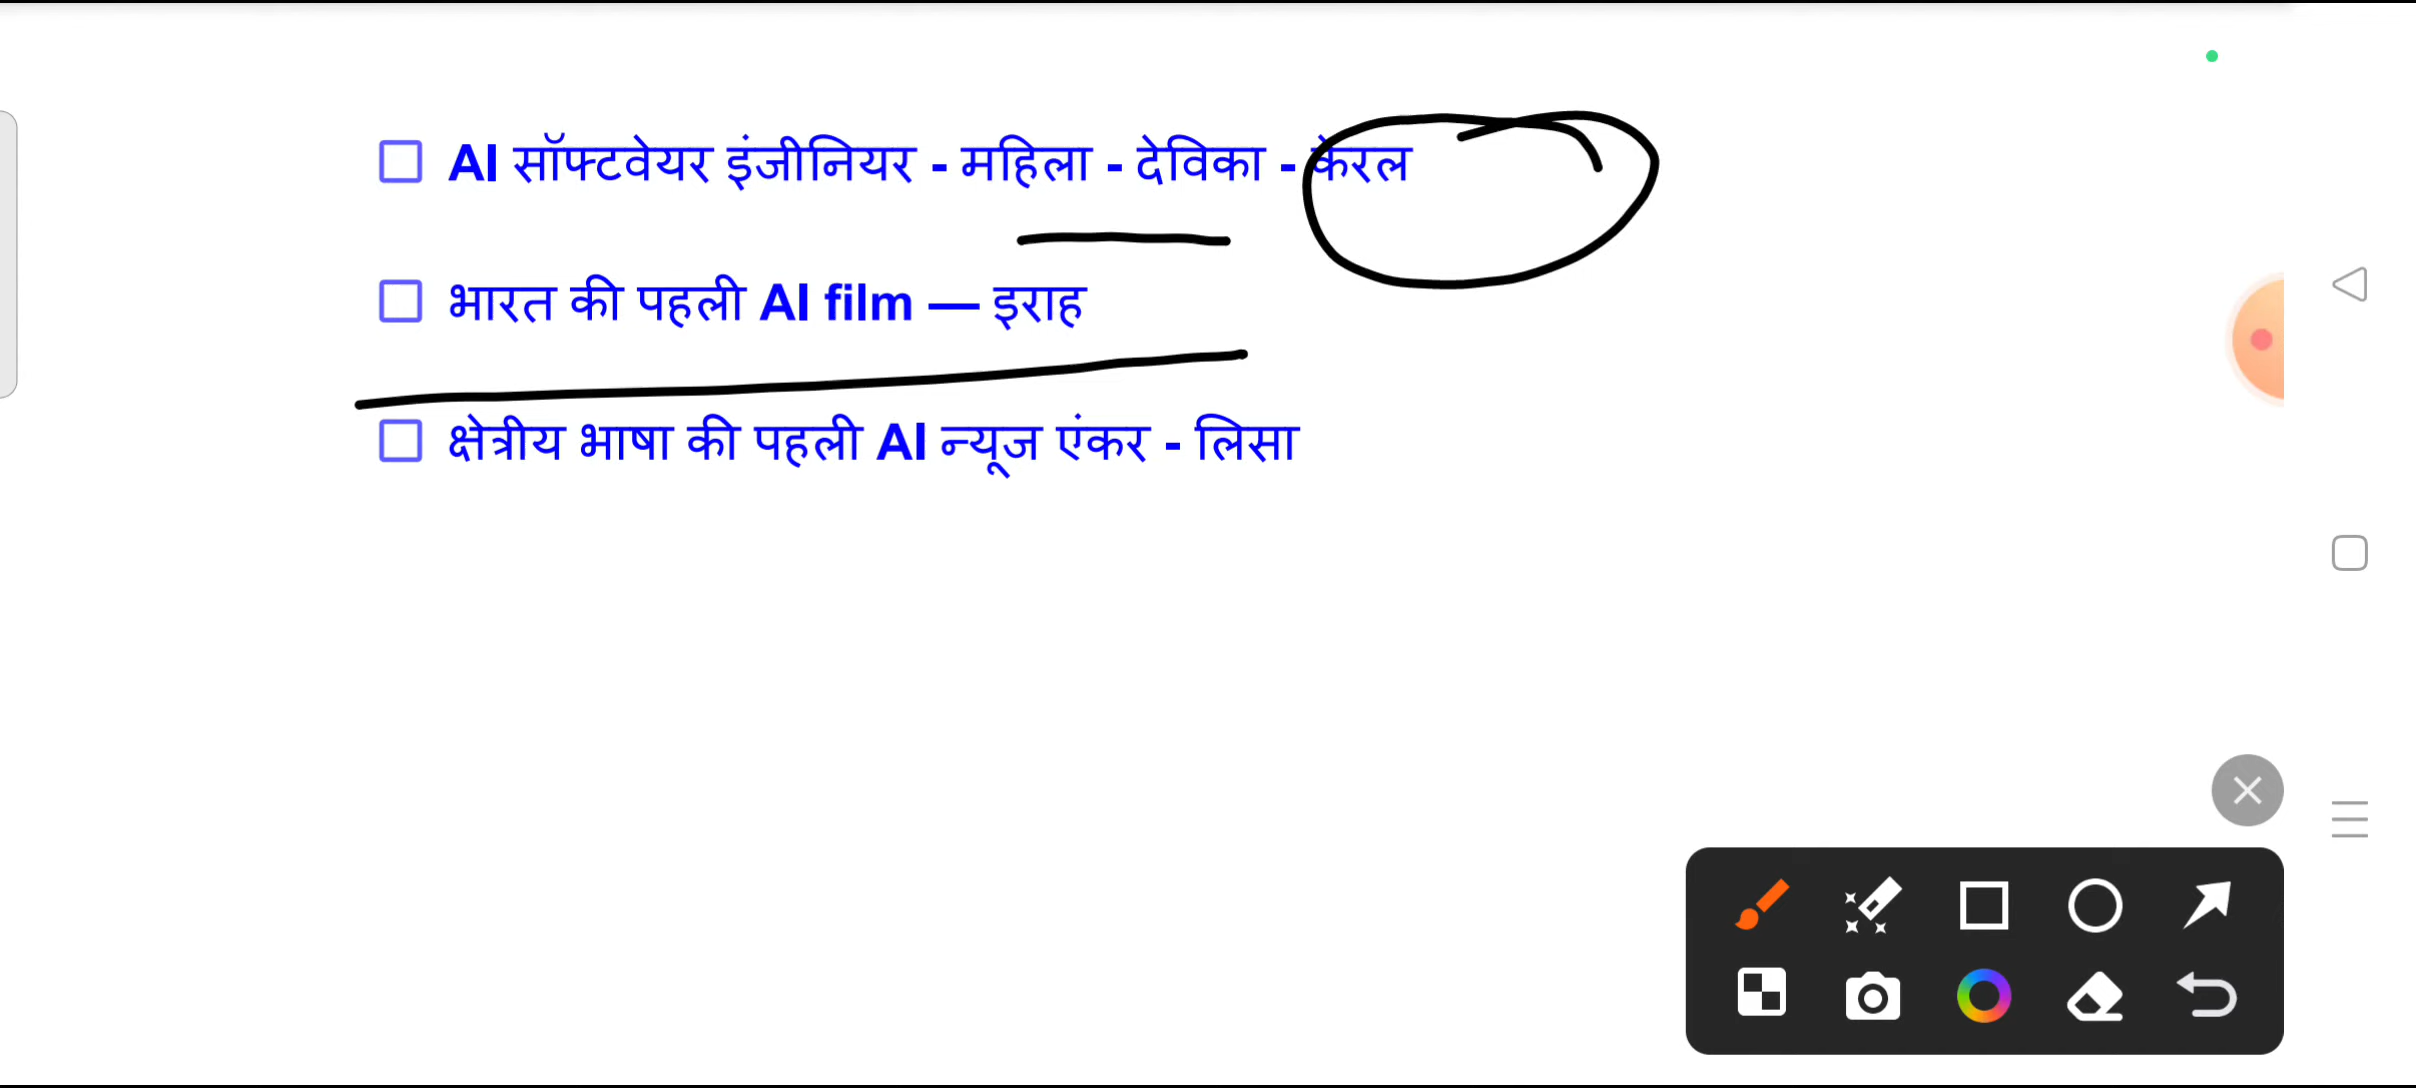 AI सॉफ्टवेयर इंजीनियर - महिला - देविका - केरल
भारत की पहली AI film — इराह
क्षेत्रीय भाषा की पहली AI न्यूज एंकर - लिसा